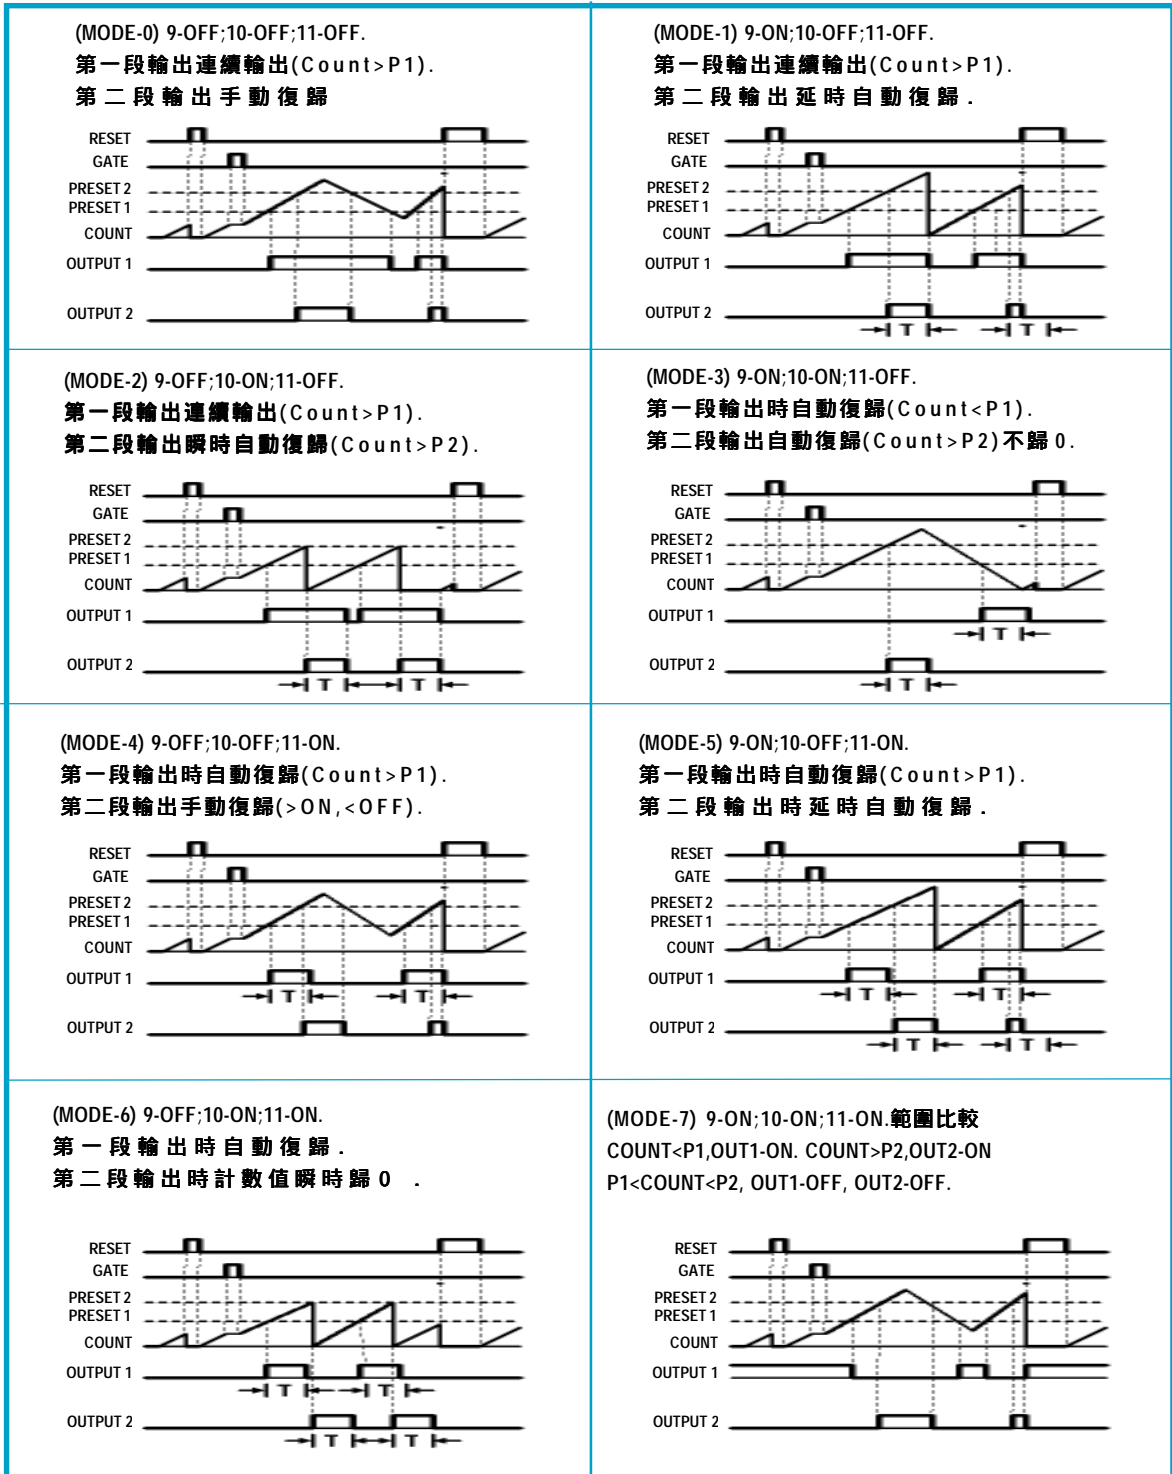 (MODE-0) 9-OFF;10-OFF;11-OFF.
第一段輸出連續輸出(Count>P1).
第二段輸出手動復歸
RESET
GATE
PRESET 2
PRESET 1
COUNT
OUTPUT 1
OUTPUT 2
(MODE-1) 9-ON;10-OFF;11-OFF.
第一段輸出連續輸出(Count>P1).
第二段輸出延時自動復歸.
RESET
GATE
PRESET 2
PRESET 1
COUNT
OUTPUT 1
OUTPUT 2
T T
(MODE-2) 9-OFF;10-ON;11-OFF.
第一段輸出連續輸出(Count>P1).
第二段輸出瞬時自動復歸(Count>P2).
RESET
GATE
PRESET 2
PRESET 1
COUNT
OUTPUT 1
OUTPUT 2
T T
(MODE-3) 9-ON;10-ON;11-OFF.
第一段輸出時自動復歸(Count<P1).
第二段輸出自動復歸(Count>P2)不歸0.
RESET
GATE
PRESET 2
PRESET 1
COUNT
OUTPUT 1
T
OUTPUT 2
T
(MODE-4) 9-OFF;10-OFF;11-ON.
第一段輸出時自動復歸(Count>P1).
第二段輸出手動復歸(>ON,<OFF).
RESET
GATE
PRESET 2
PRESET 1
COUNT
OUTPUT 1
T T
OUTPUT 2
(MODE-5) 9-ON;10-OFF;11-ON.
第一段輸出時自動復歸(Count>P1).
第二段輸出時延時自動復歸.
RESET
GATE
PRESET 2
PRESET 1
COUNT
OUTPUT 1
T T
OUTPUT 2
T T
(MODE-6) 9-OFF;10-ON;11-ON.
第一段輸出時自動復歸.
第二段輸出時計數值瞬時歸0 .
RESET
GATE
PRESET 2
PRESET 1
COUNT
OUTPUT 1
T T
OUTPUT 2
T T
(MODE-7) 9-ON;10-ON;11-ON.範圍比較
COUNT<P1,OUT1-ON. COUNT>P2,OUT2-ON
P1<COUNT<P2, OUT1-OFF, OUT2-OFF.
RESET
GATE
PRESET 2
PRESET 1
COUNT
OUTPUT 1
OUTPUT 2